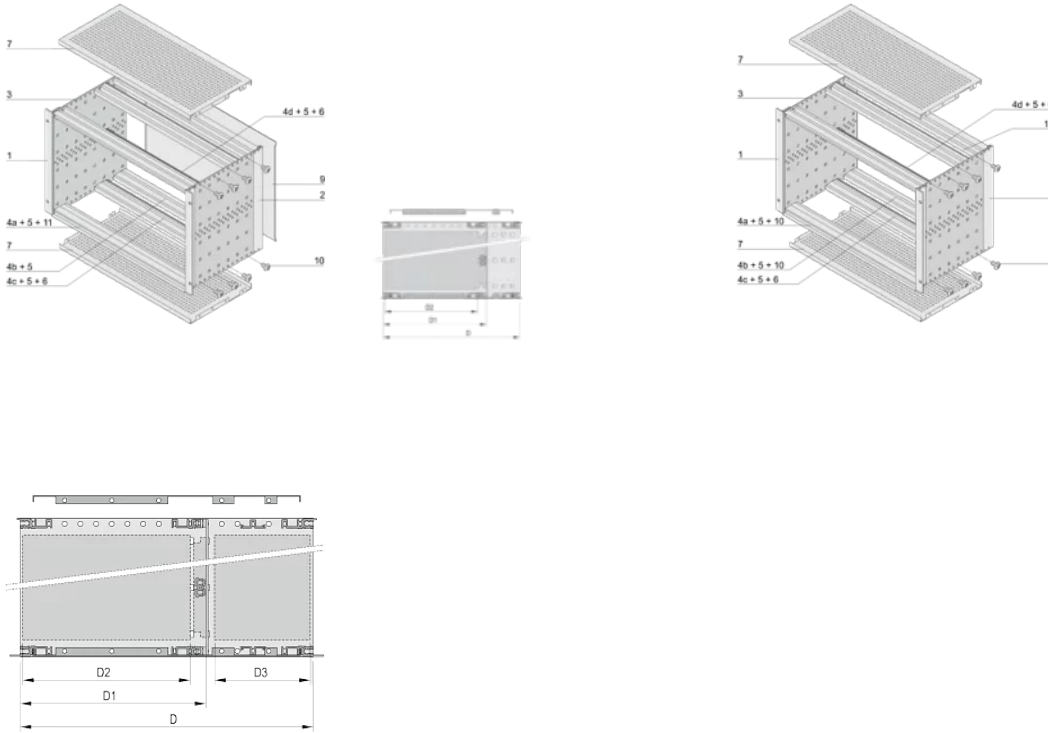 7
3
4d + 5 + 6
1
9
2
4a + 5 + 11
7
10
4b + 5
4c + 5 + 6
D2
D1
D
7
3
4d + 5 +
1
1
4a + 5 + 10
7
4b + 5 + 10
4c + 5 + 6
D2
D3
D1
D